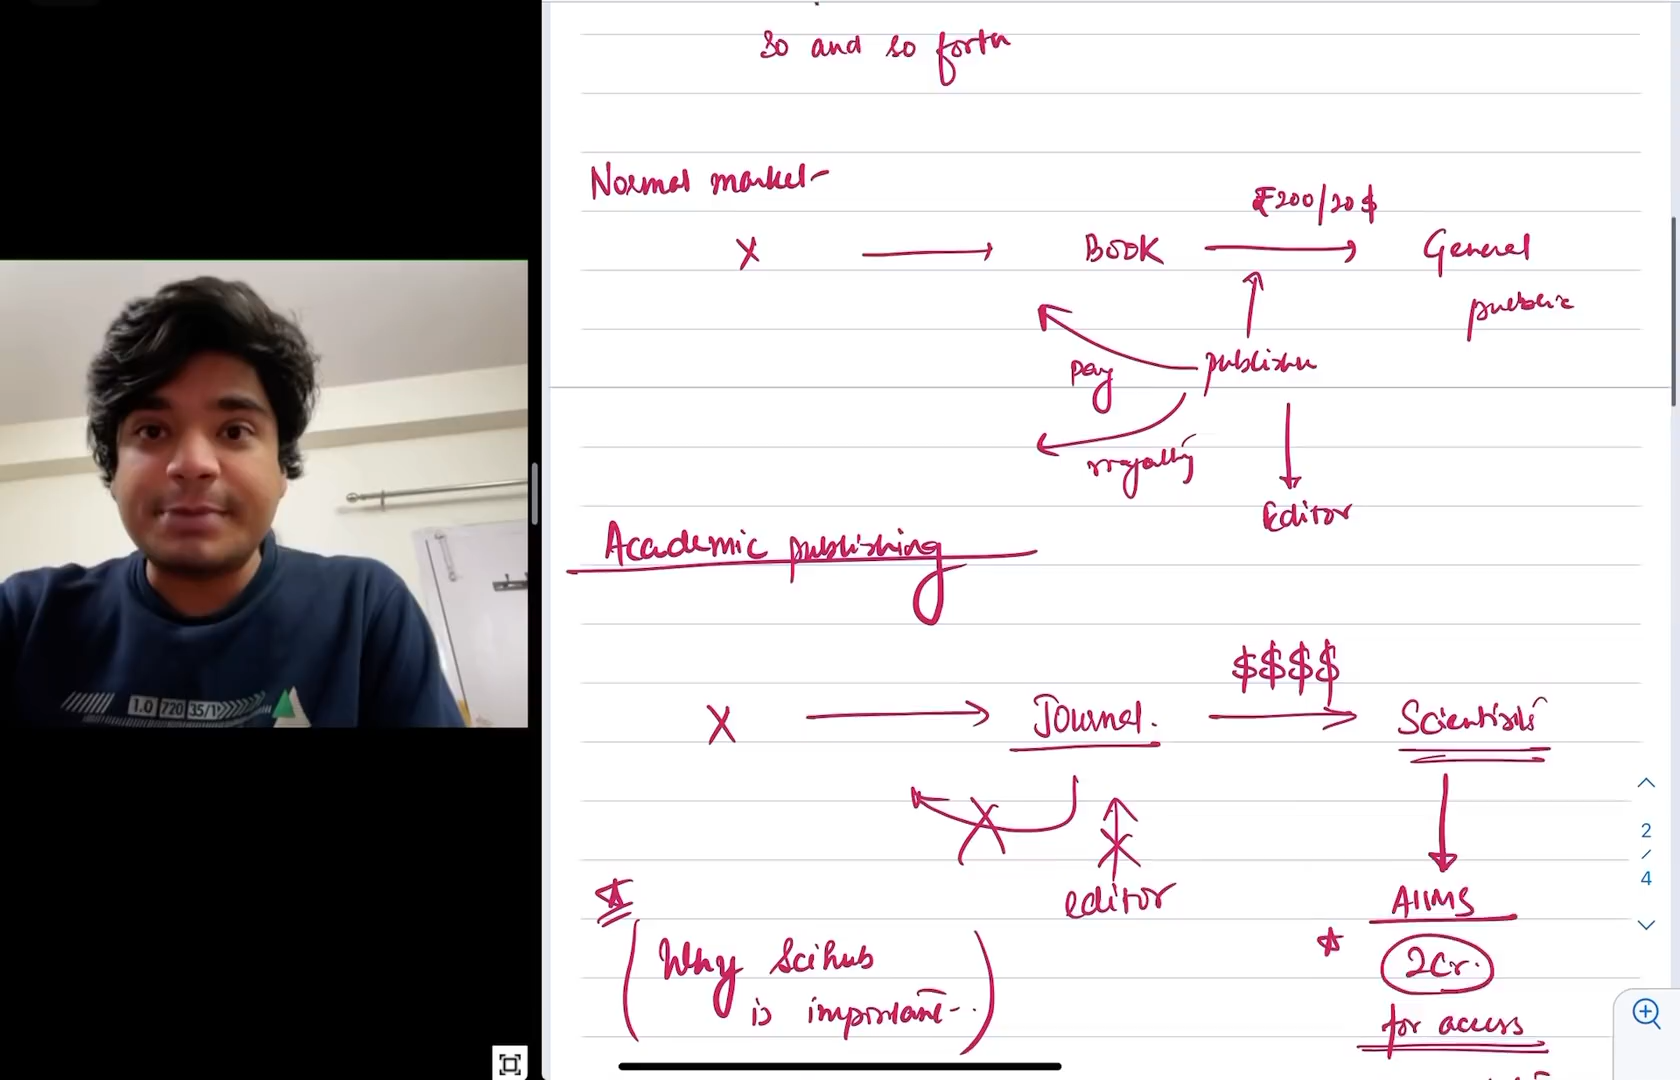 so and so forth
Normal market-
₹200/20$
X → BOOK → General
public
pay
publisher
royalty
Editor
Academic publishing
$$$$
X → Journal. → Scientists
editor
AIIMS
Why Scihub
2Cr.
is important-.
for access
2
/
4
1.0 720 35/1